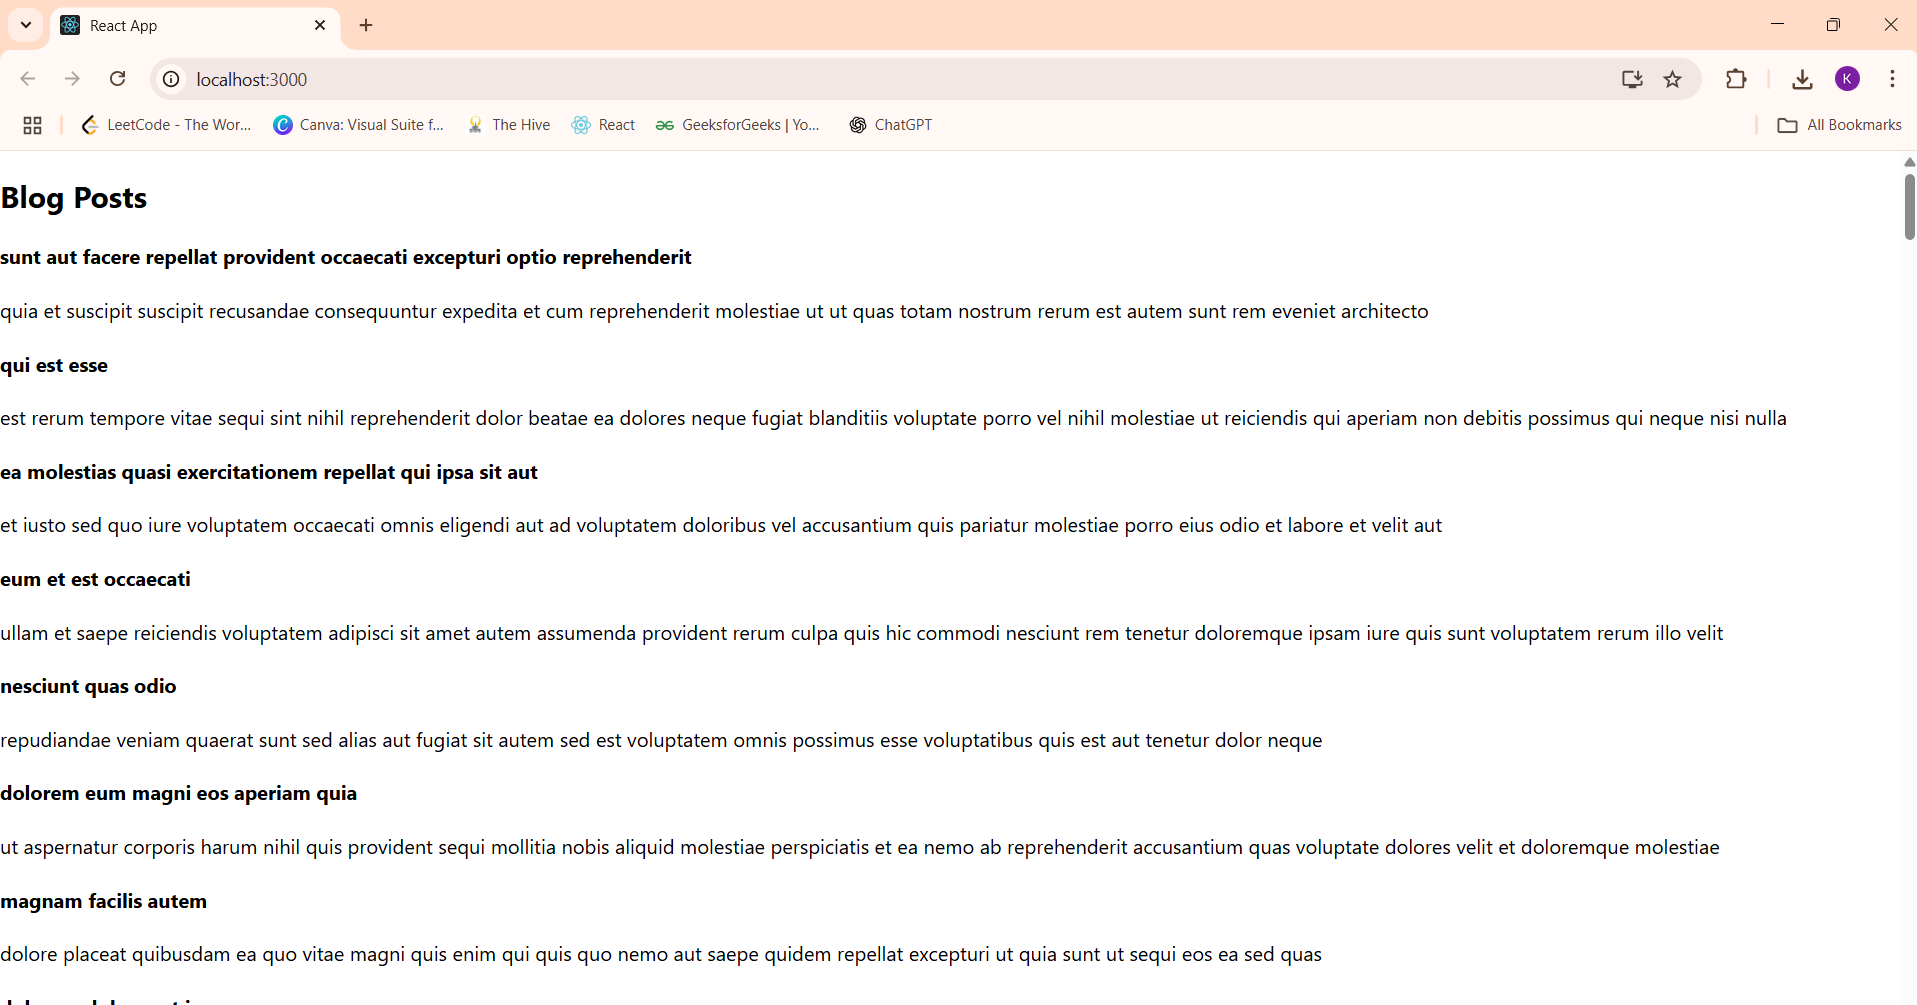 React App
localhost:3000
LeetCode - The Wor...
Canva: Visual Suite f...
The Hive
React
GeeksforGeeks | Yo...
ChatGPT
All Bookmarks
K
Blog Posts
sunt aut facere repellat provident occaecati excepturi optio reprehenderit
quia et suscipit suscipit recusandae consequuntur expedita et cum reprehenderit molestiae ut ut quas totam nostrum rerum est autem sunt rem eveniet architecto
qui est esse
est rerum tempore vitae sequi sint nihil reprehenderit dolor beatae ea dolores neque fugiat blanditiis voluptate porro vel nihil molestiae ut reiciendis qui aperiam non debitis possimus qui neque nisi nulla
ea molestias quasi exercitationem repellat qui ipsa sit aut
et iusto sed quo iure voluptatem occaecati omnis eligendi aut ad voluptatem doloribus vel accusantium quis pariatur molestiae porro eius odio et labore et velit aut
eum et est occaecati
ullam et saepe reiciendis voluptatem adipisci sit amet autem assumenda provident rerum culpa quis hic commodi nesciunt rem tenetur doloremque ipsam iure quis sunt voluptatem rerum illo velit
nesciunt quas odio
repudiandae veniam quaerat sunt sed alias aut fugiat sit autem sed est voluptatem omnis possimus esse voluptatibus quis est aut tenetur dolor neque
dolorem eum magni eos aperiam quia
ut aspernatur corporis harum nihil quis provident sequi mollitia nobis aliquid molestiae perspiciatis et ea nemo ab reprehenderit accusantium quas voluptate dolores velit et doloremque molestiae
magnam facilis autem
dolore placeat quibusdam ea quo vitae magni quis enim qui quis quo nemo aut saepe quidem repellat excepturi ut quia sunt ut sequi eos ea sed quas